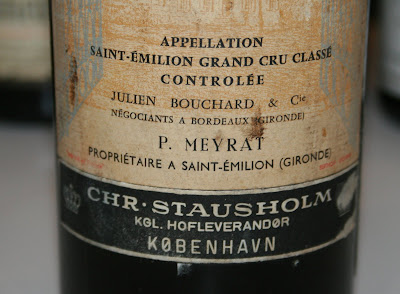 APPELLATION
SAINT-ÉMILION GRAND CRU CLASSÉ
CONTROLÉE
JULIEN BOUCHARD & Cie
NÉGOCIANTS A BORDEAUX (GIRONDE)
P. MEYRAT
PROPRIÉTAIRE A SAINT-ÉMILION (GIRONDE)
CHR. STAUSHOLM
KGL. HOFLEVERANDØR
KØBENHAVN